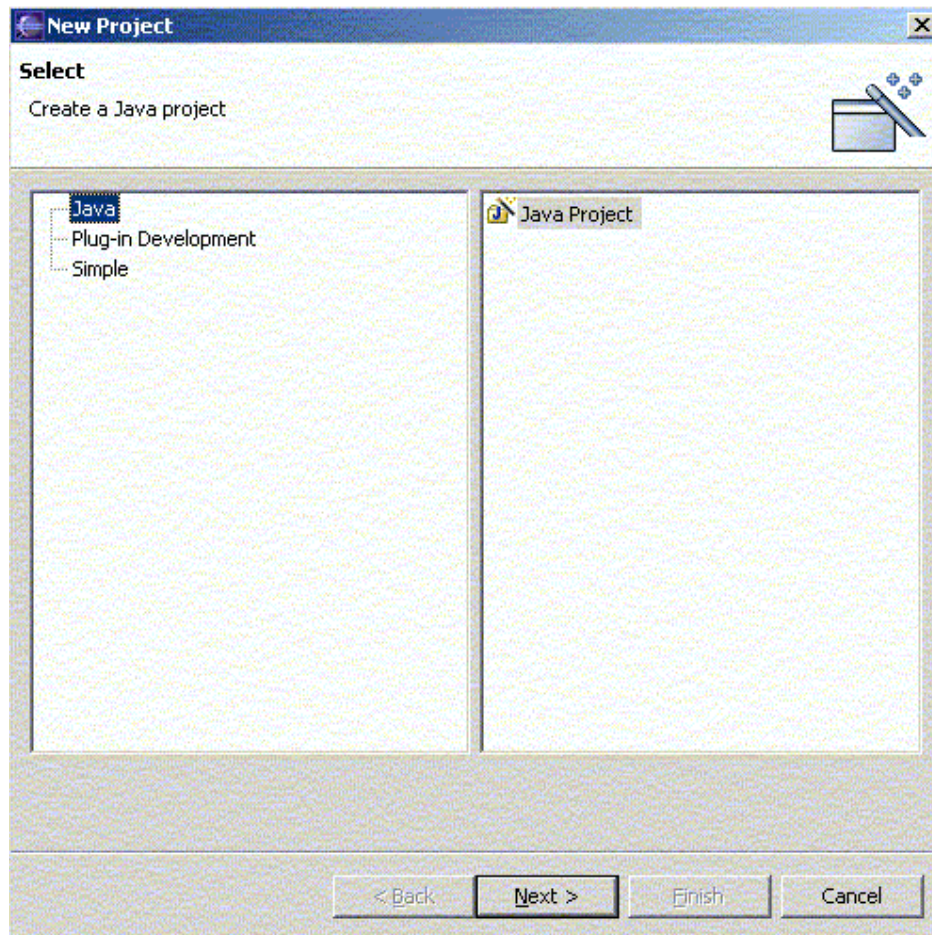 New Project
Select
Create a Java project
Java
Java Project
Plug-in Development
Simple
< Back
Next >
Finish
Cancel